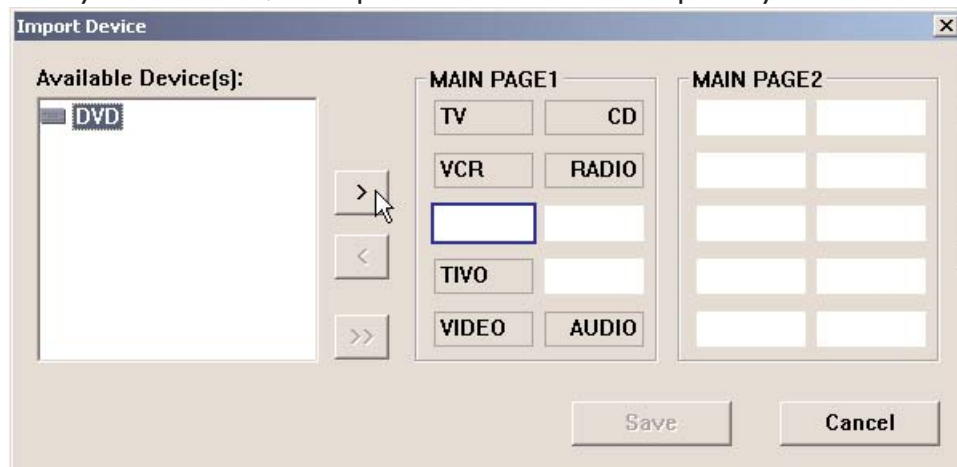 Import Device
Available Device(s):
DVD
>
<
>>
MAIN PAGE1
TV CD
VCR RADIO
TIVO
VIDEO AUDIO
MAIN PAGE2
Save
Cancel